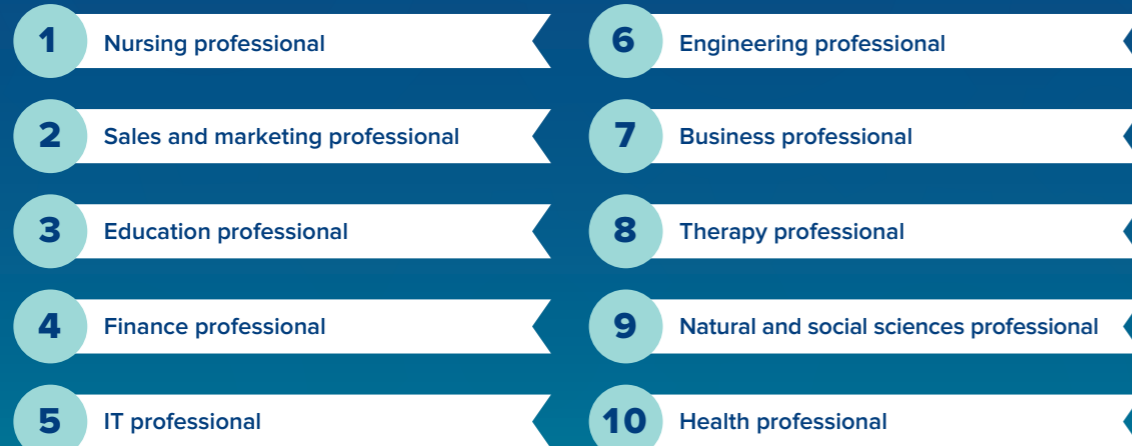 1 Nursing professional
2 Sales and marketing professional
3 Education professional
4 Finance professional
5 IT professional
6 Engineering professional
7 Business professional
8 Therapy professional
9 Natural and social sciences professional
10 Health professional